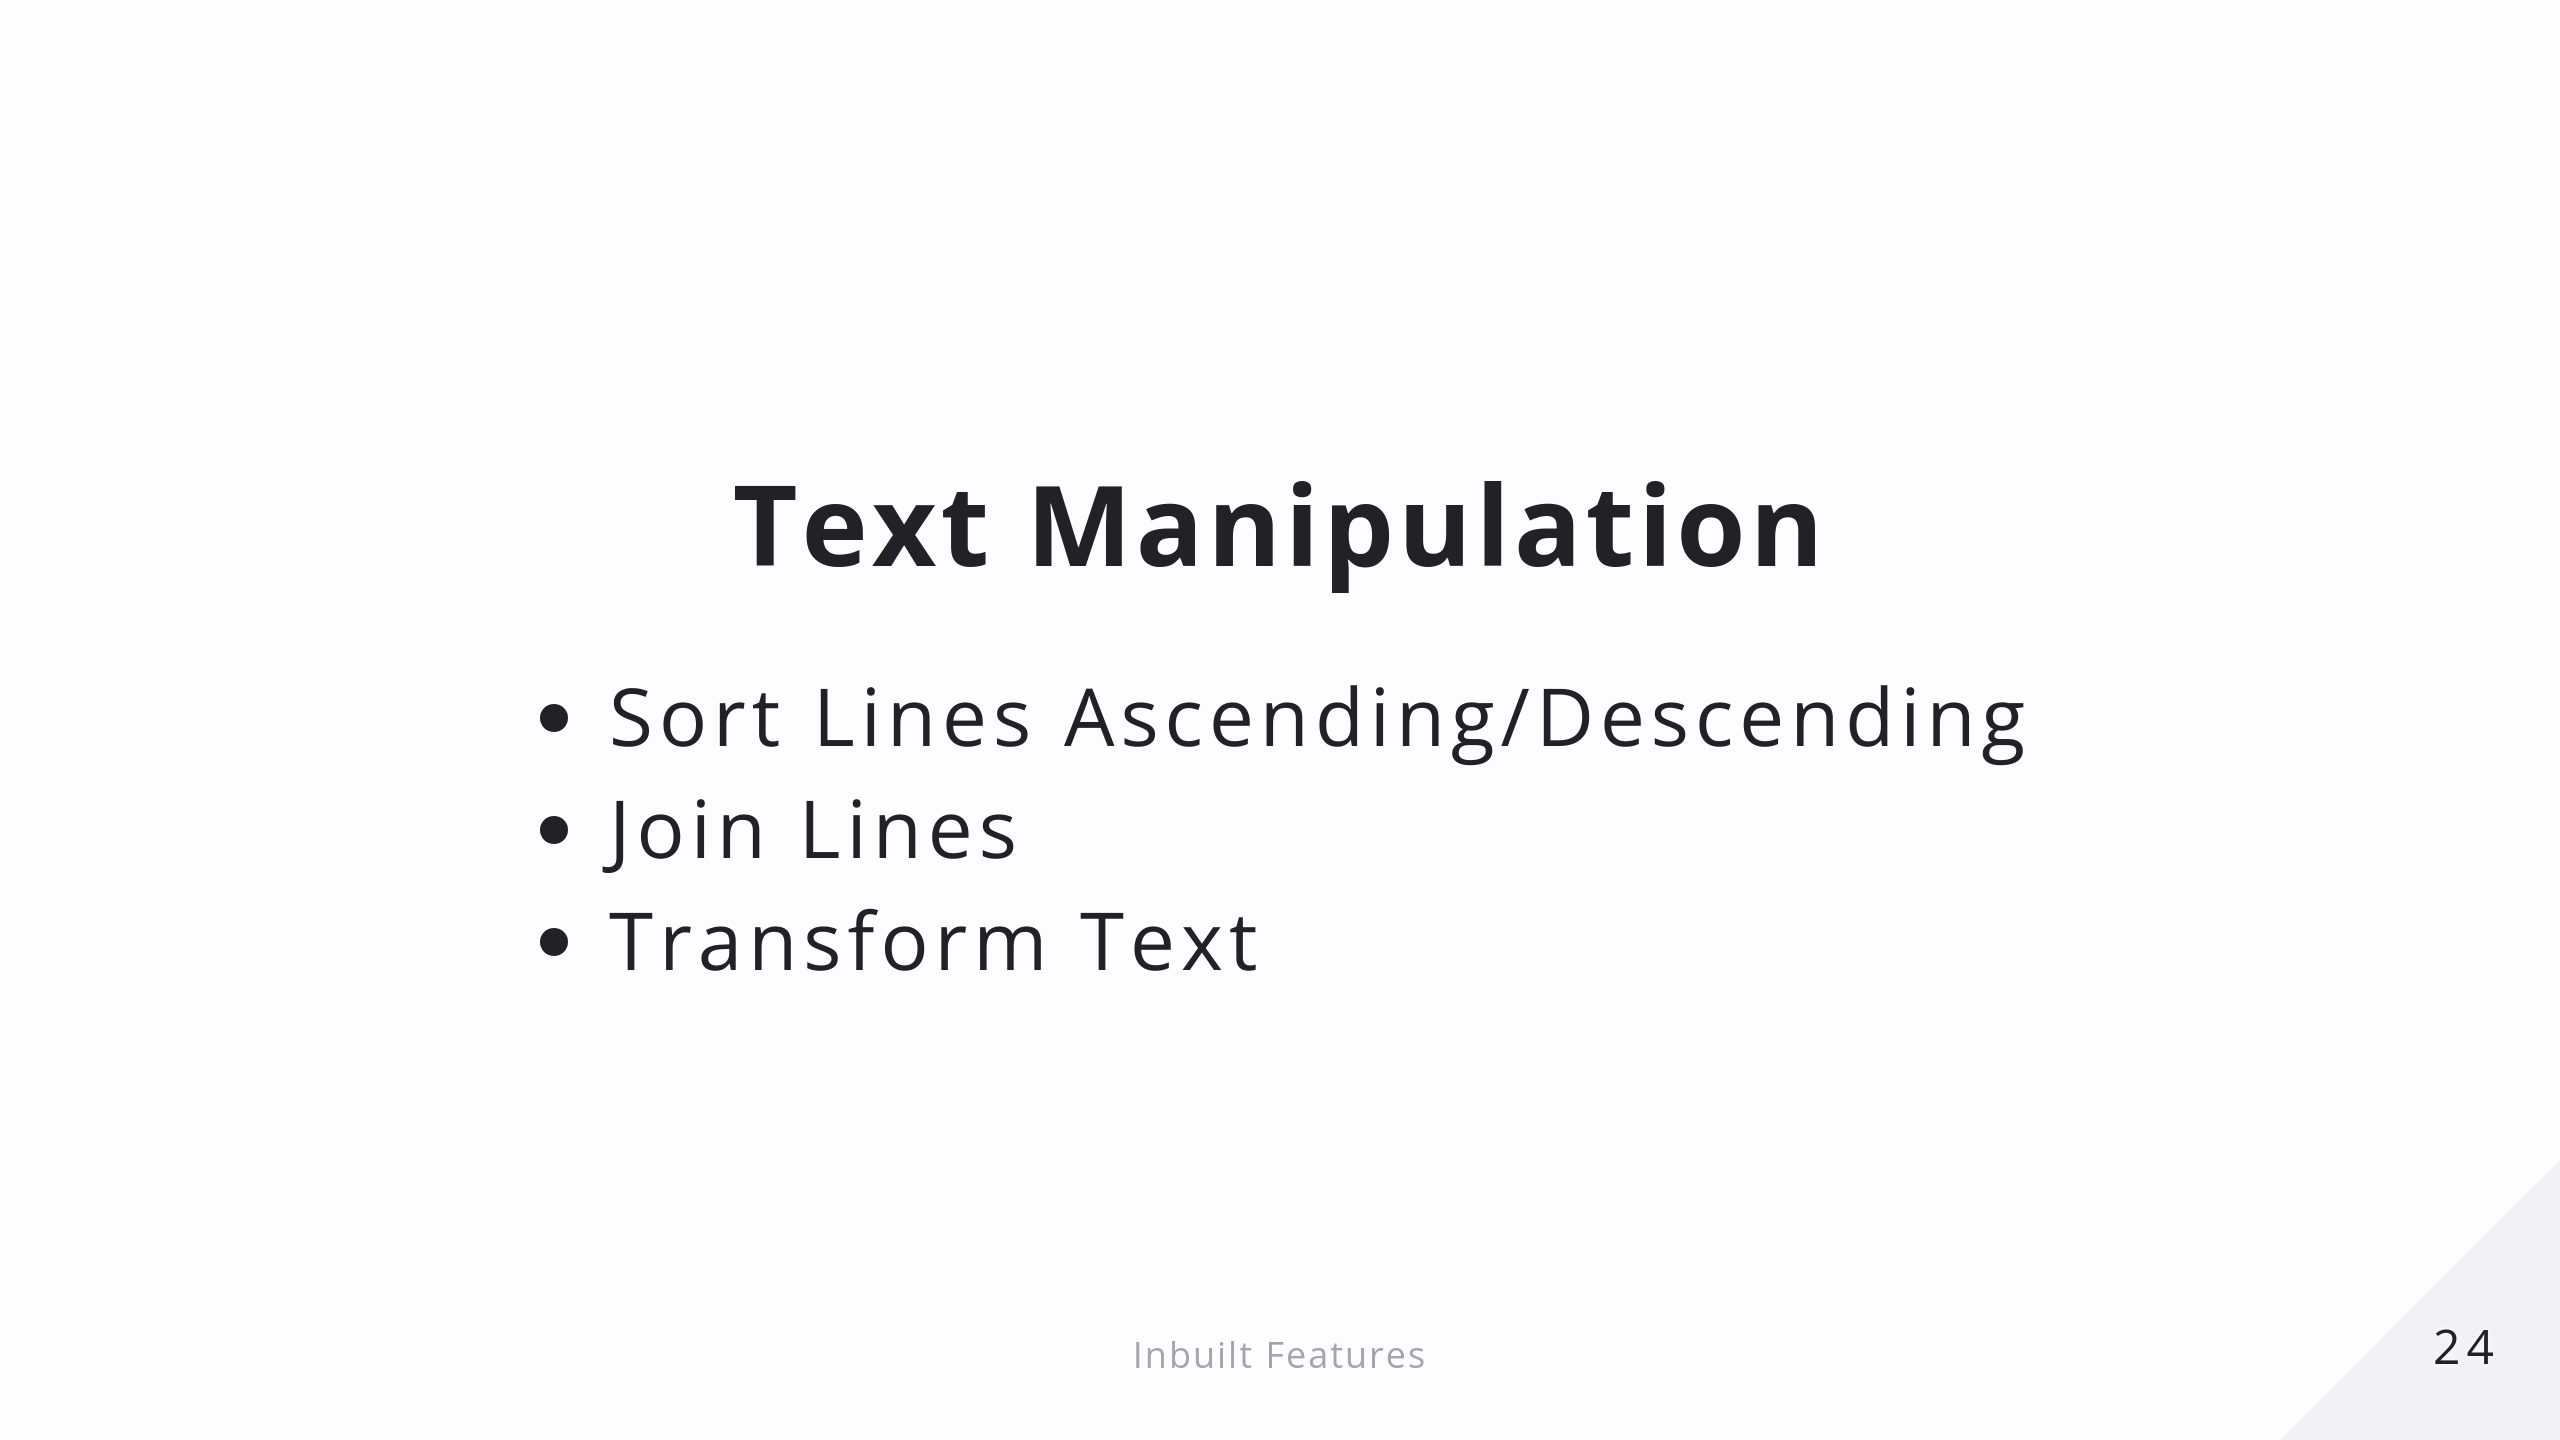 Text Manipulation
• Sort Lines Ascending/Descending
• Join Lines
• Transform Text
Inbuilt Features
24